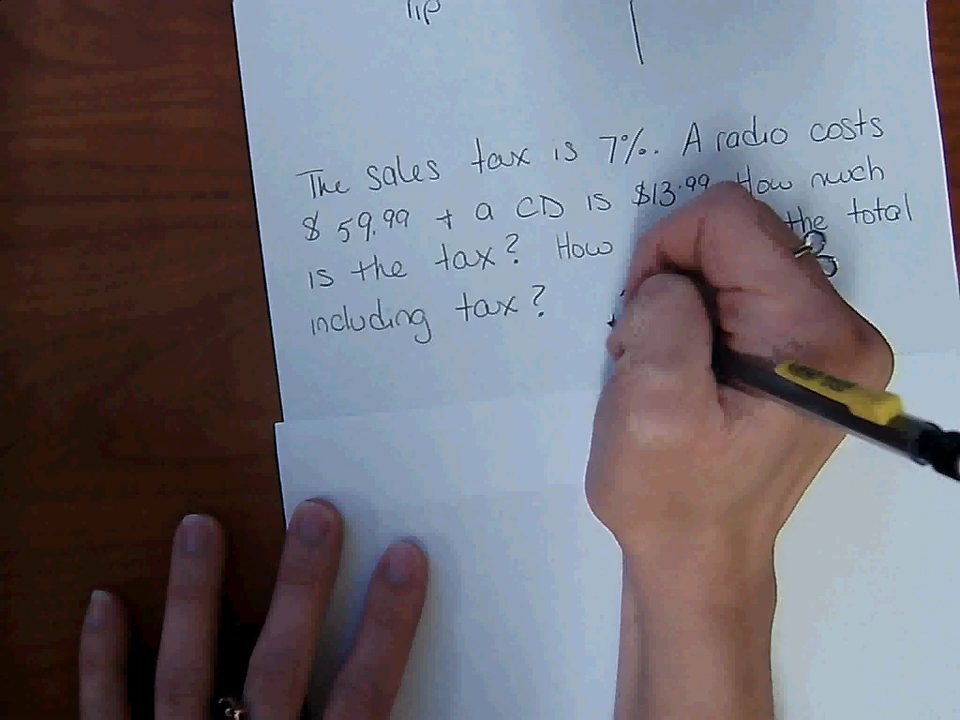 Tip
The sales tax is 7%. A radio costs
$59.99 + a CD is $13.99 How much
is the tax? How the total
including tax?